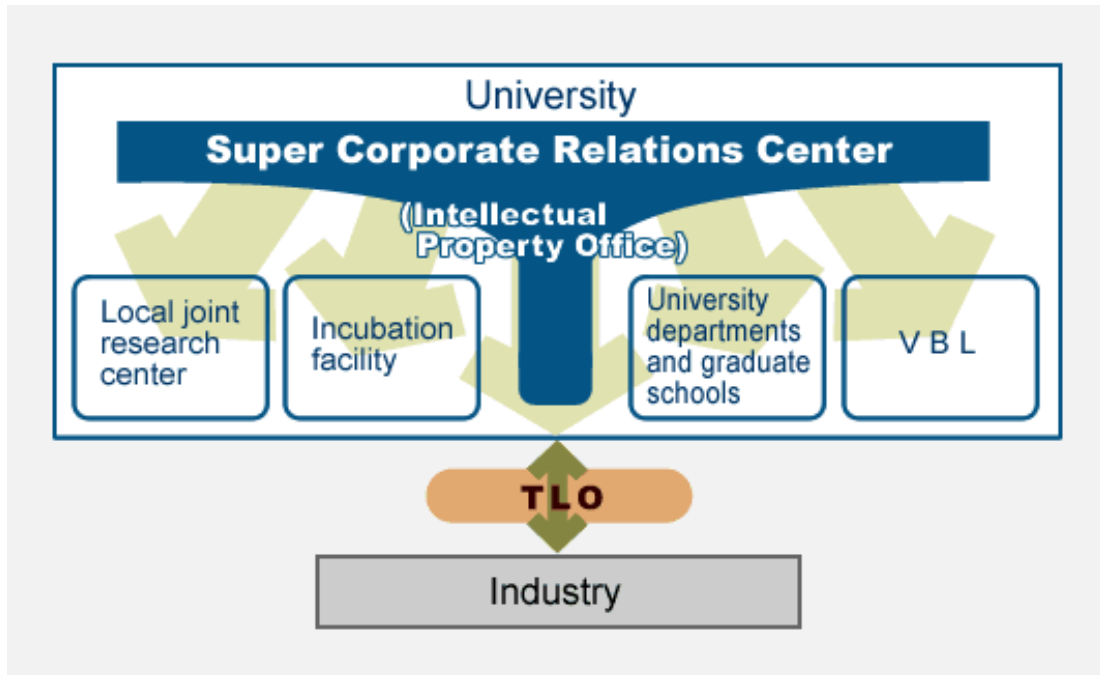 University
Super Corporate Relations Center
(Intellectual
Property Office)
Local joint
research
center
Incubation
facility
University
departments
and graduate
schools
V B L
TLO
Industry